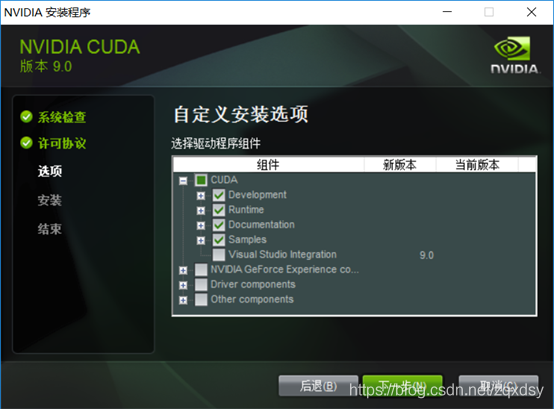 NVIDIA 安装程序
NVIDIA CUDA
版本 9.0
NVIDIA.
系统检查
许可协议
选项
安装
结束
自定义安装选项
选择驱动程序组件
组件 新版本 当前版本
CUDA
Development
Runtime
Documentation
Samples
Visual Studio Integration 9.0
NVIDIA GeForce Experience co...
Driver components
Other components
后退(B) 下一步(N) 取消(C)
https://blog.csdn.net/zqxdsy